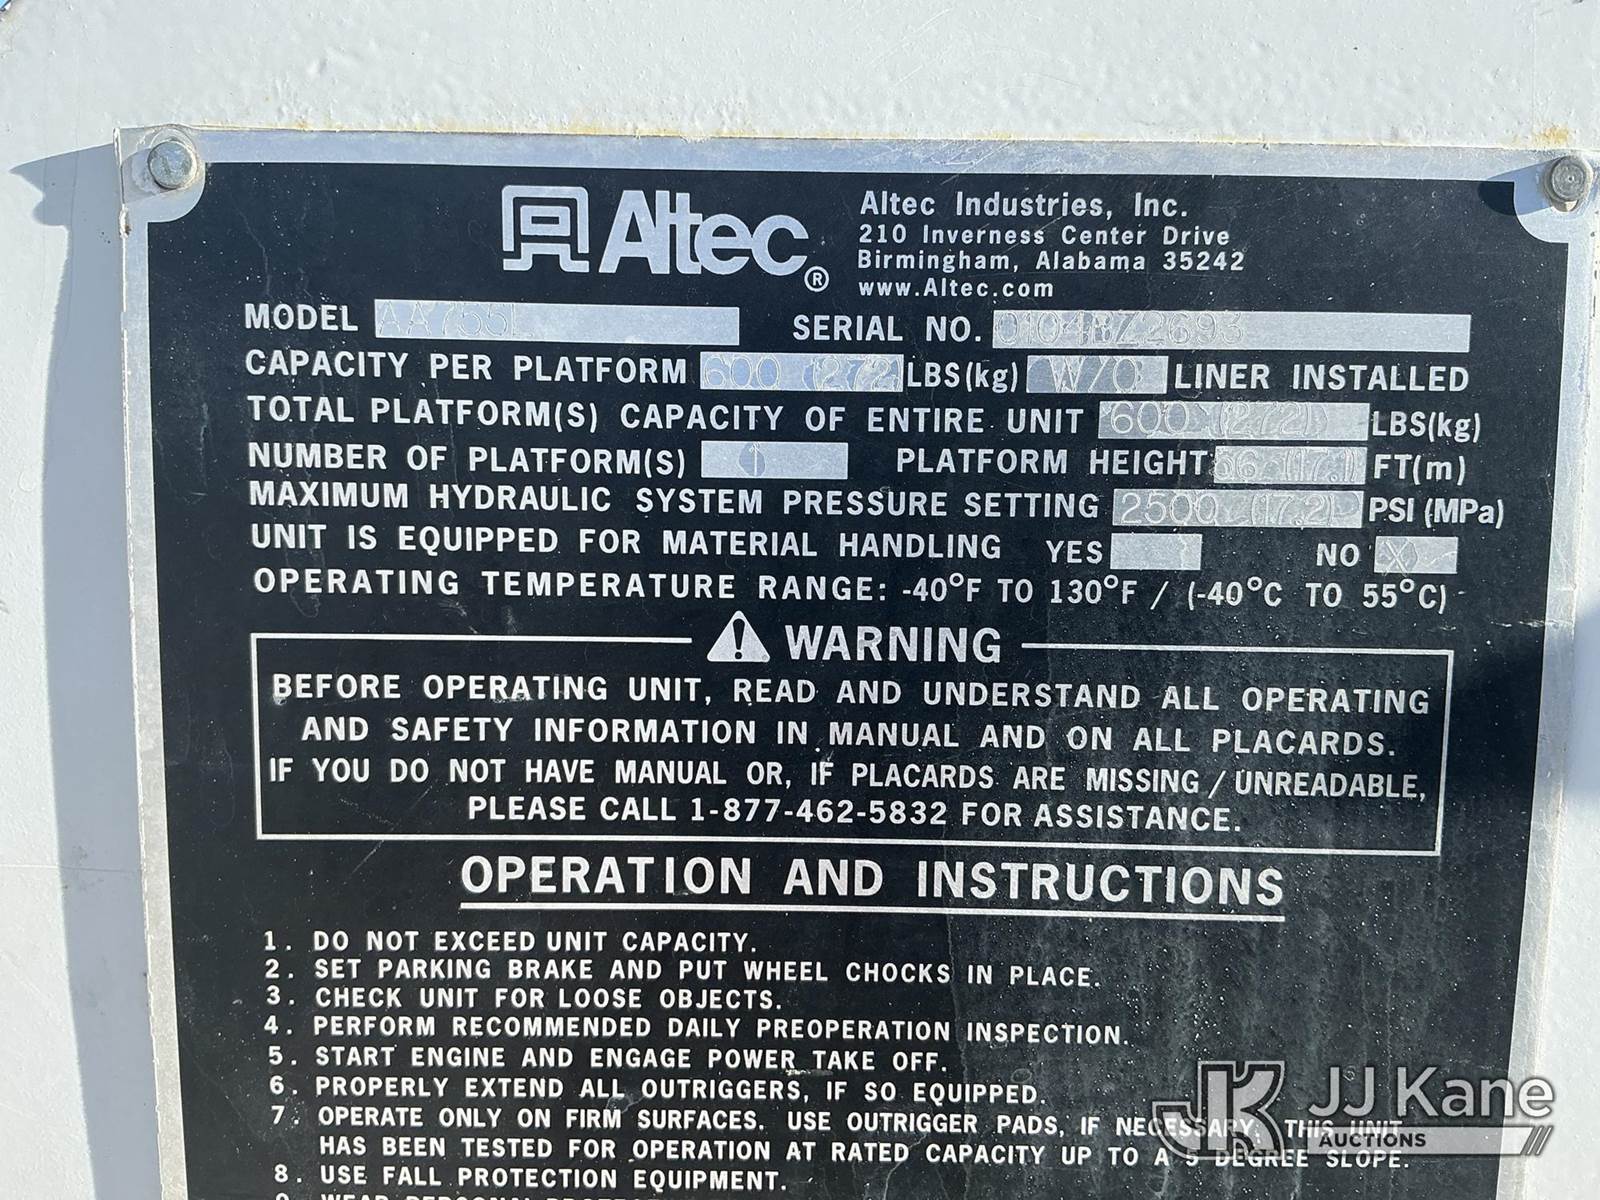 Altec®
Altec Industries, Inc.
210 Inverness Center Drive
Birmingham, Alabama 35242
www.Altec.com
MODEL AA755L SERIAL NO. 0104BZ2693
CAPACITY PER PLATFORM 600 (272 LBS(kg) W/O LINER INSTALLED
TOTAL PLATFORM(S) CAPACITY OF ENTIRE UNIT 600 (272) LBS(kg)
NUMBER OF PLATFORM(S) 1 PLATFORM HEIGHT 56 (17.1) FT(m)
MAXIMUM HYDRAULIC SYSTEM PRESSURE SETTING 2500 (17.2) PSI (MPa)
UNIT IS EQUIPPED FOR MATERIAL HANDLING YES NO X
OPERATING TEMPERATURE RANGE: -40°F TO 130°F / (-40°C TO 55°C)
WARNING
BEFORE OPERATING UNIT, READ AND UNDERSTAND ALL OPERATING
AND SAFETY INFORMATION IN MANUAL AND ON ALL PLACARDS.
IF YOU DO NOT HAVE MANUAL OR, IF PLACARDS ARE MISSING / UNREADABLE,
PLEASE CALL 1-877-462-5832 FOR ASSISTANCE.
OPERATION AND INSTRUCTIONS
1. DO NOT EXCEED UNIT CAPACITY.
2. SET PARKING BRAKE AND PUT WHEEL CHOCKS IN PLACE.
3. CHECK UNIT FOR LOOSE OBJECTS.
4. PERFORM RECOMMENDED DAILY PREOPERATION INSPECTION.
5. START ENGINE AND ENGAGE POWER TAKE OFF.
6. PROPERLY EXTEND ALL OUTRIGGERS, IF SO EQUIPPED.
7. OPERATE ONLY ON FIRM SURFACES. USE OUTRIGGER PADS, IF NECESSARY. THIS UNIT
HAS BEEN TESTED FOR OPERATION AT RATED CAPACITY UP TO A 5 DEGREE SLOPE.
8. USE FALL PROTECTION EQUIPMENT.
JK JJ Kane
AUCTIONS